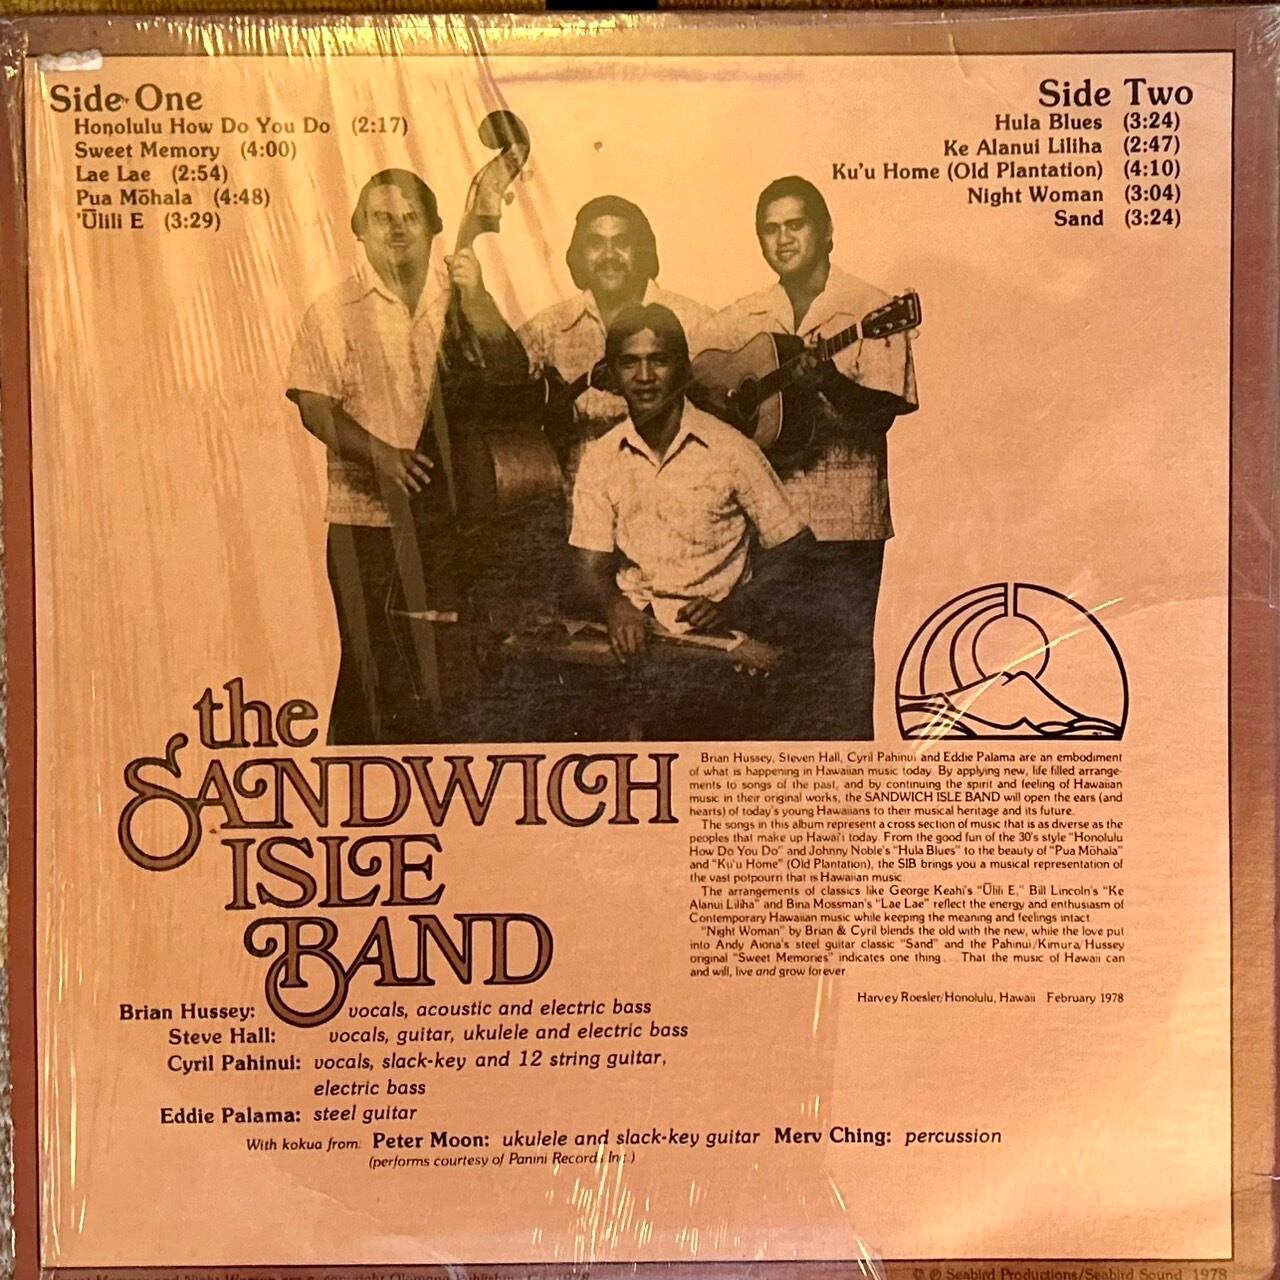 Side One
Honolulu How Do You Do (2:17)
Sweet Memory (4:00)
Lae Lae (2:54)
Pua Mōhala (4:48)
'Ūlili E (3:29)
Side Two
Hula Blues (3:24)
Ke Alanui Liliha (2:47)
Ku'u Home (Old Plantation) (4:10)
Night Woman (3:04)
Sand (3:24)
the
SANDWICH
ISLE
BAND
Brian Hussey, Steven Hall, Cyril Pahinui and Eddie Palama are an embodiment
of what is happening in Hawaiian music today. By applying new, life filled arrange-
ments to songs of the past, and by continuing the spirit and feeling of Hawaiian
music in their original works, the SANDWICH ISLE BAND will open the ears (and
hearts) of today's young Hawaiians to their musical heritage and its future.
The songs in this album represent a cross section of music that is as diverse as the
peoples that make up Hawai'i today. From the good fun of the 30's style "Honolulu
How Do You Do" and Johnny Noble's "Hula Blues" to the beauty of "Pua Mōhala"
and "Ku'u Home" (Old Plantation), the SIB brings you a musical representation of
the vast potpourri that is Hawaiian music.
The arrangements of classics like George Keahi's "Ūlili E," Bill Lincoln's "Ke
Alanui Liliha" and Bina Mossman's "Lae Lae" reflect the energy and enthusiasm of
Contemporary Hawaiian music while keeping the meaning and feelings intact.
"Night Woman" by Brian & Cyril blends the old with the new, while the love put
into Andy Aiona's steel guitar classic "Sand" and the Pahinui/Kimura/Hussey
original "Sweet Memories" indicates one thing... That the music of Hawaii can
and will, live and grow forever.
Harvey Roesler/Honolulu, Hawaii February 1978
Brian Hussey: vocals, acoustic and electric bass
Steve Hall: vocals, guitar, ukulele and electric bass
Cyril Pahinui: vocals, slack-key and 12 string guitar,
electric bass
Eddie Palama: steel guitar
With kokua from: Peter Moon: ukulele and slack-key guitar Merv Ching: percussion
(performs courtesy of Panini Records Inc.)
© ℗ Seabird Productions/Seabird Sound, 1978